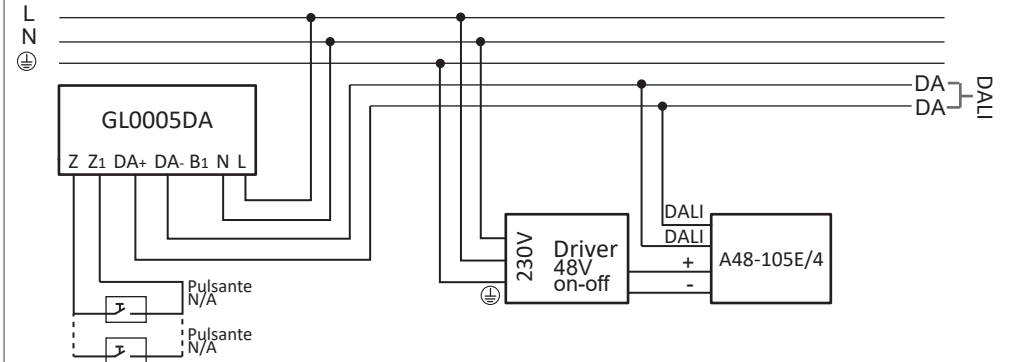 L
N
DA
DA
DALI
GL0005DA
Z Z1 DA+ DA- B1 N L
DALI
DALI
+
-
230V
Driver
48V
on-off
A48-105E/4
Pulsante
N/A
Pulsante
N/A